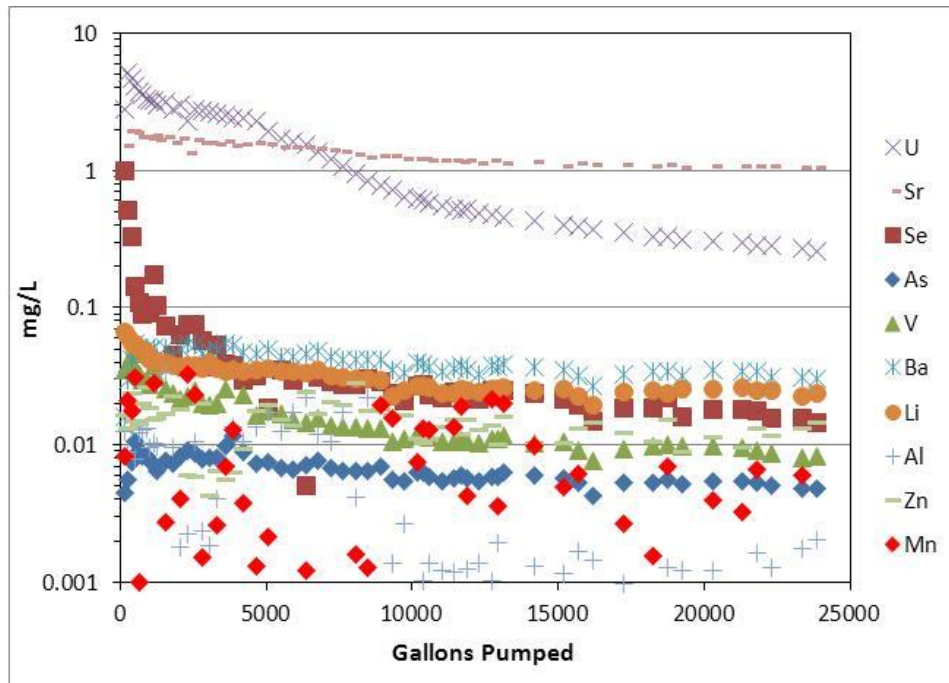 10
1
0.1
0.01
0.001
mg/L
0
5000
10000
15000
20000
25000
Gallons Pumped
U
Sr
Se
As
V
Ba
Li
Al
Zn
Mn